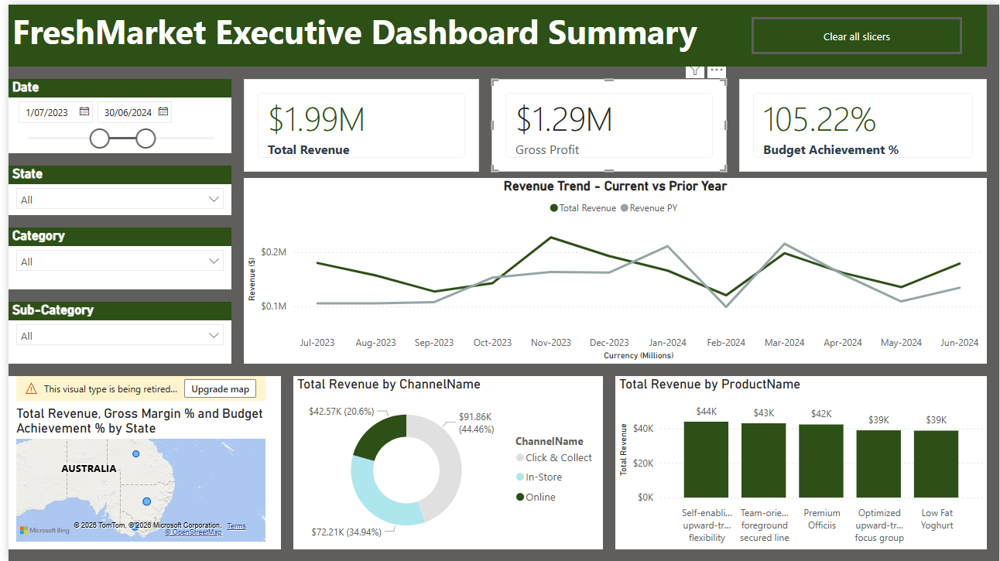 FreshMarket Executive Dashboard Summary
Clear all slicers
Date
1/07/2023
30/06/2024
State
All
Category
All
Sub-Category
All
$1.99M
Total Revenue
$1.29M
Gross Profit
105.22%
Budget Achievement %
Revenue Trend - Current vs Prior Year
Total Revenue
Revenue PY
Revenue ($)
$0.2M
$0.1M
Jul-2023
Aug-2023
Sep-2023
Oct-2023
Nov-2023
Dec-2023
Jan-2024
Feb-2024
Mar-2024
Apr-2024
May-2024
Jun-2024
Currency (Millions)
This visual type is being retired...
Upgrade map
Total Revenue, Gross Margin % and Budget
Achievement % by State
AUSTRALIA
Microsoft Bing
© 2026 TomTom, © 2026 Microsoft Corporation,
Terms
© OpenStreetMap
Total Revenue by ChannelName
$42.57K (20.6%)
$91.86K
(44.46%)
$72.21K (34.94%)
ChannelName
Click & Collect
In-Store
Online
Total Revenue by ProductName
Total Revenue
$40K
$20K
$0K
$44K
$43K
$42K
$39K
$39K
Self-enabli...
upward-tr...
flexibility
Team-orie...
foreground
secured line
Premium
Officiis
Optimized
upward-tr...
focus group
Low Fat
Yoghurt